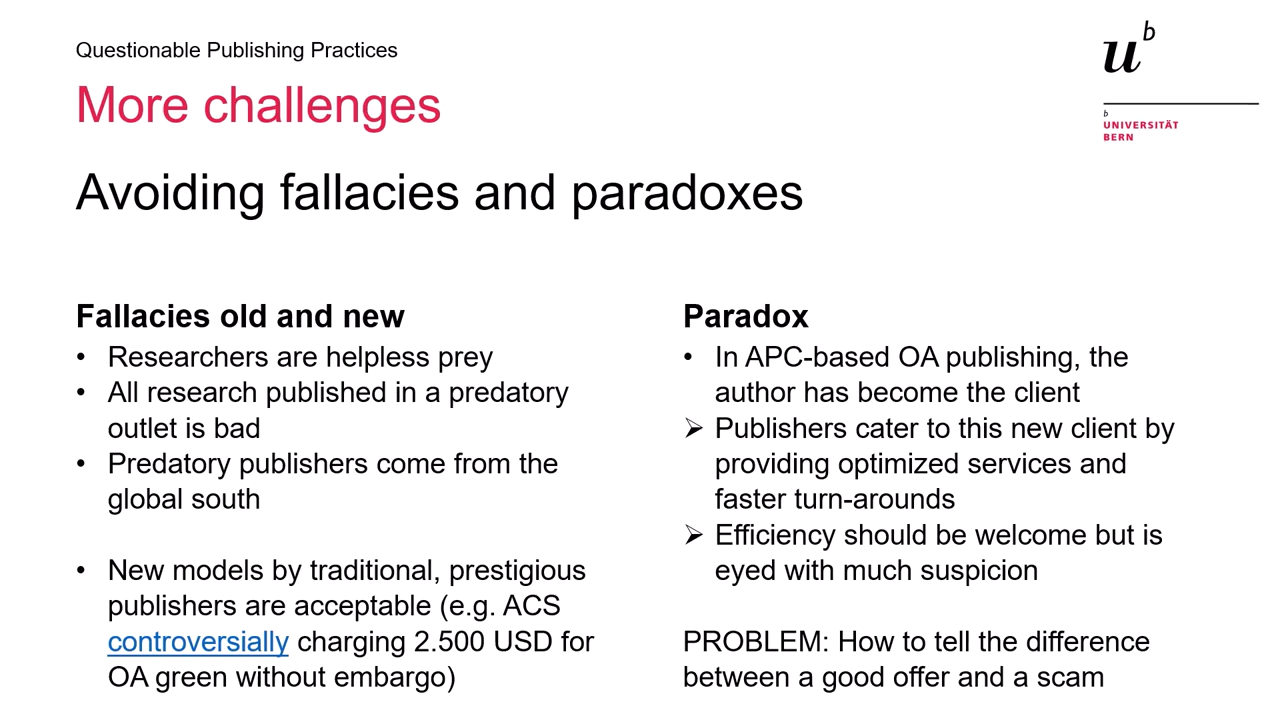 Questionable Publishing Practices
More challenges
Avoiding fallacies and paradoxes
u b
b
UNIVERSITÄT
BERN
Fallacies old and new
• Researchers are helpless prey
• All research published in a predatory
outlet is bad
• Predatory publishers come from the
global south
• New models by traditional, prestigious
publishers are acceptable (e.g. ACS
controversially charging 2.500 USD for
OA green without embargo)
Paradox
• In APC-based OA publishing, the
author has become the client
➢ Publishers cater to this new client by
providing optimized services and
faster turn-arounds
➢ Efficiency should be welcome but is
eyed with much suspicion
PROBLEM: How to tell the difference
between a good offer and a scam